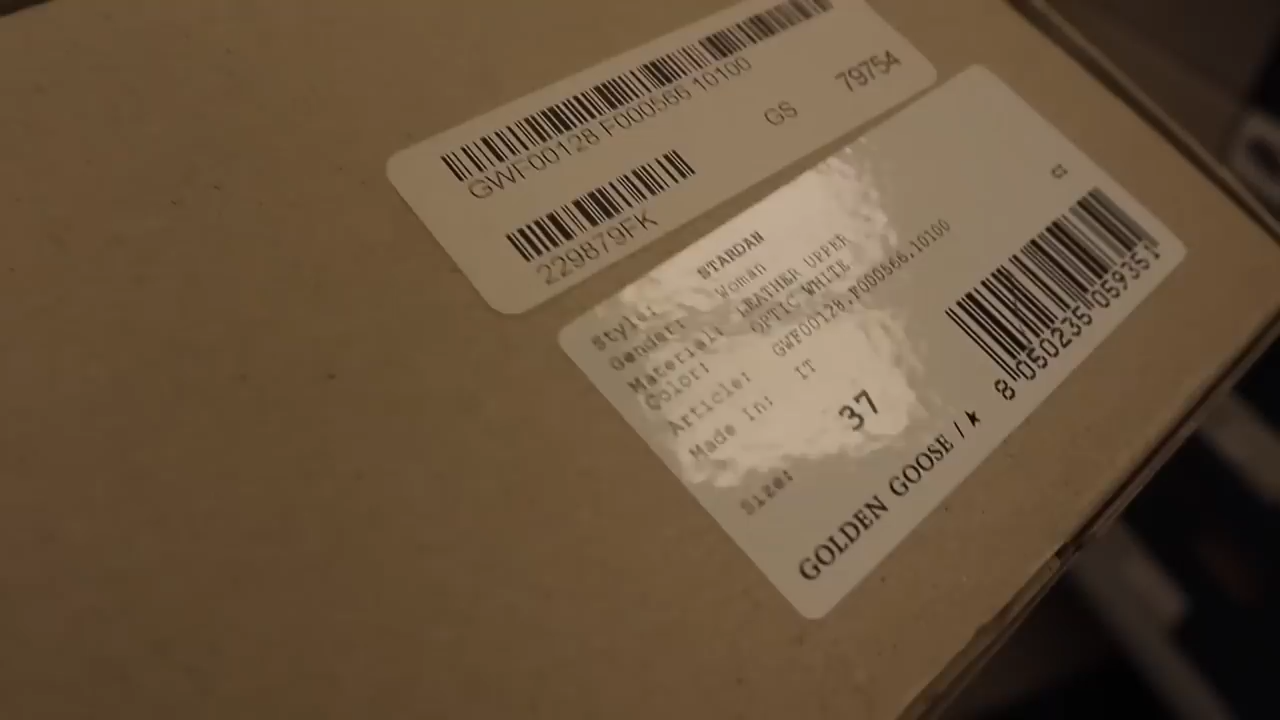 GWF00128 F000566 10100
229879FK
GS
79754
Style: STARDAN
Gender: Woman
Material: LEATHER UPPER
Color: OPTIC WHITE
Article: GWF00128.F000566.10100
Made In: IT
Size: 37
GOLDEN GOOSE /★
8 050235 059351